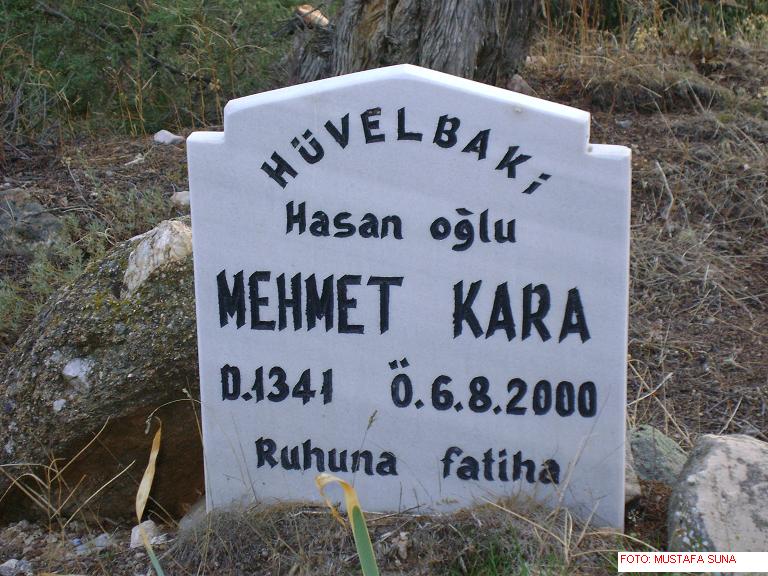 HÜVELBAKİ
Hasan oğlu
MEHMET KARA
D.1341 Ö.6.8.2000
Ruhuna fatiha
FOTO: MUSTAFA SUNA